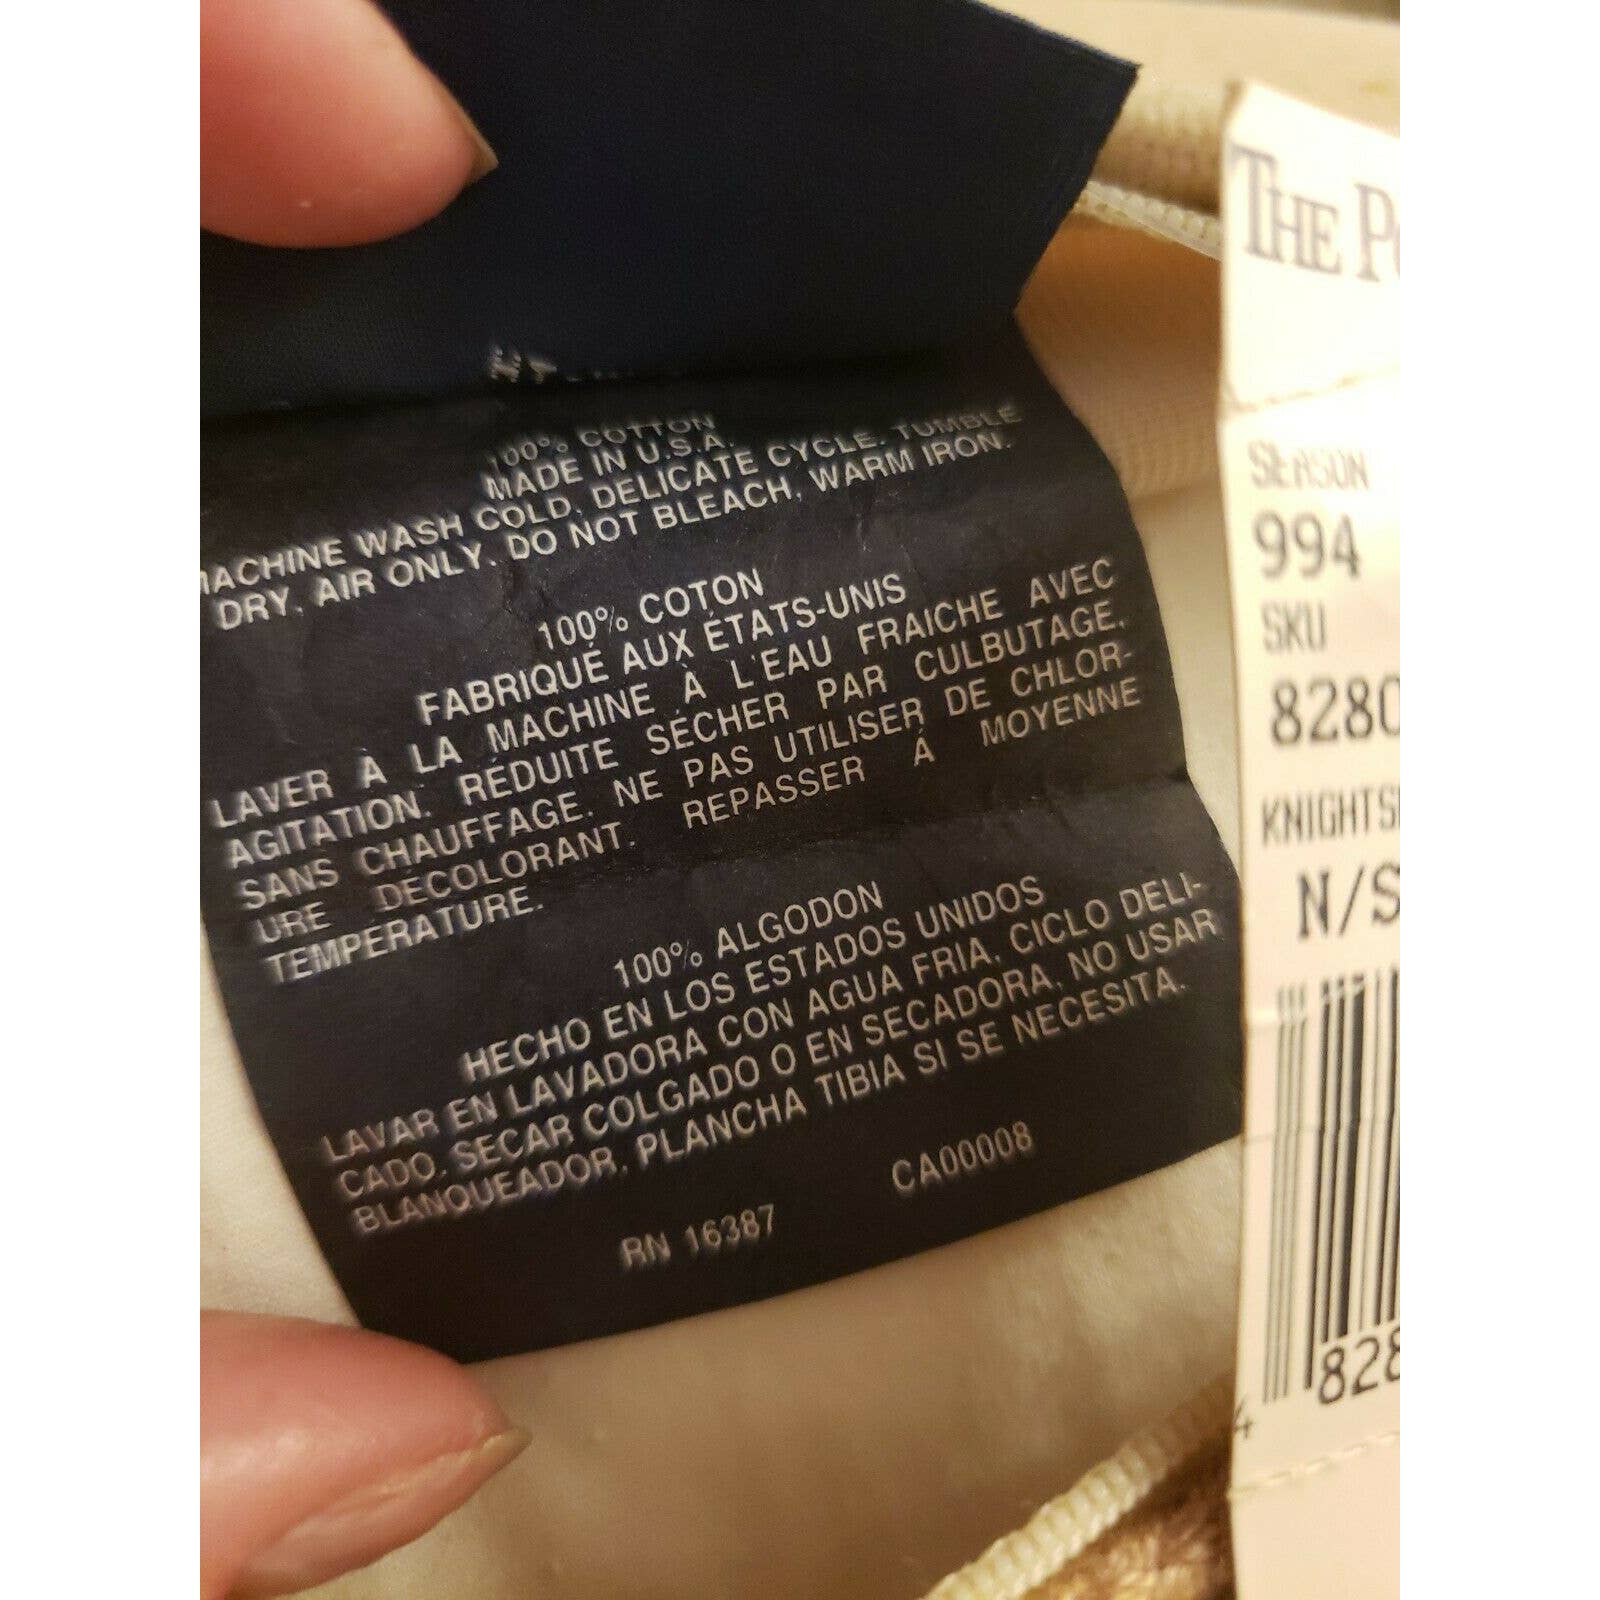 100% COTTON
MADE IN U.S.A.
MACHINE WASH COLD, DELICATE CYCLE. TUMBLE
DRY, AIR ONLY. DO NOT BLEACH, WARM IRON.
100% COTON
FABRIQUÉ AUX ÉTATS-UNIS
LAVER À LA MACHINE À L'EAU FRAICHE AVEC
AGITATION. RÉDUITE SÉCHER PAR CULBUTAGE.
SANS CHAUFFAGE. NE PAS UTILISER DE CHLOR-
URE DÉCOLORANT. REPASSER À MOYENNE
TEMPERATURE.
100% ALGODON
HECHO EN LOS ESTADOS UNIDOS
LAVAR EN LAVADORA CON AGUA FRIA, CICLO DELI-
CADO. SECAR COLGADO O EN SECADORA, NO USAR
BLANQUEADOR, PLANCHA TIBIA SI SE NECESITA.
RN 16387 CA00008
THE PO
SEASON
994
SKU
8280
KNIGHTS
N/S
4 828